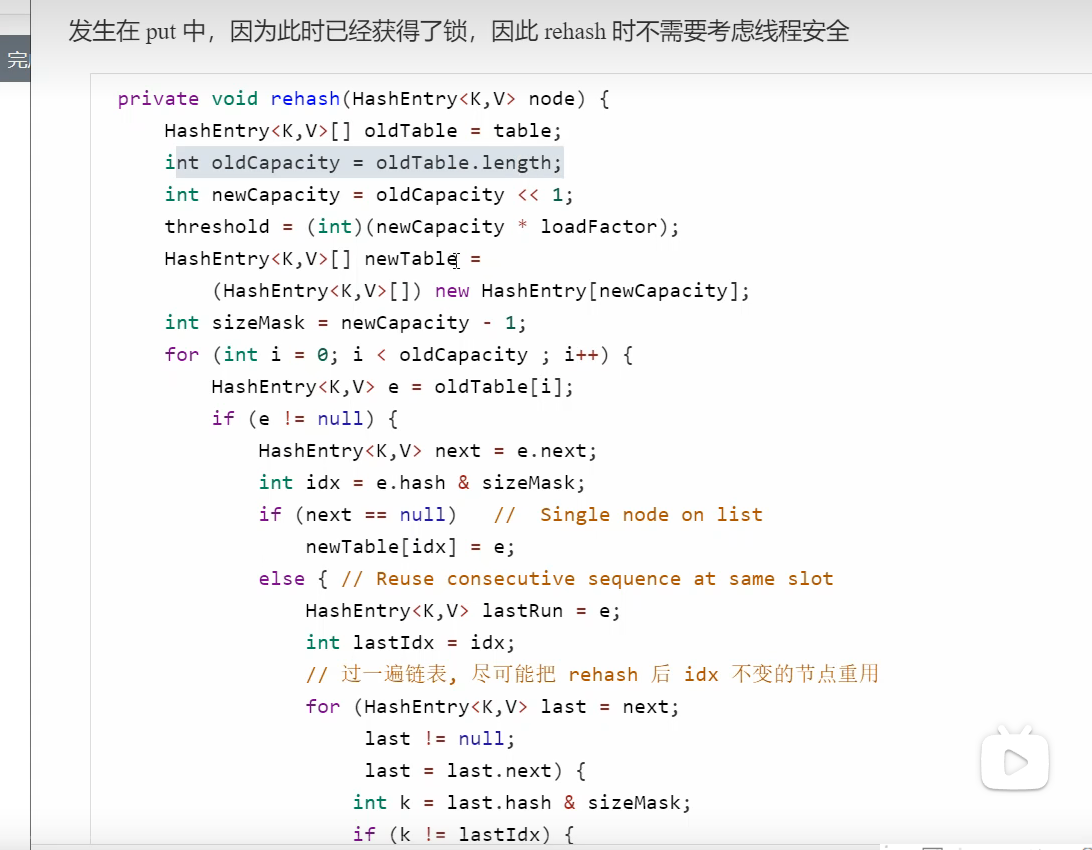 发生在 put 中，因为此时已经获得了锁，因此 rehash 时不需要考虑线程安全
完
private void rehash(HashEntry<K,V> node) {
    HashEntry<K,V>[] oldTable = table;
    int oldCapacity = oldTable.length;
    int newCapacity = oldCapacity << 1;
    threshold = (int)(newCapacity * loadFactor);
    HashEntry<K,V>[] newTable =
        (HashEntry<K,V>[]) new HashEntry[newCapacity];
    int sizeMask = newCapacity - 1;
    for (int i = 0; i < oldCapacity ; i++) {
        HashEntry<K,V> e = oldTable[i];
        if (e != null) {
            HashEntry<K,V> next = e.next;
            int idx = e.hash & sizeMask;
            if (next == null)   //  Single node on list
                newTable[idx] = e;
            else { // Reuse consecutive sequence at same slot
                HashEntry<K,V> lastRun = e;
                int lastIdx = idx;
                // 过一遍链表, 尽可能把 rehash 后 idx 不变的节点重用
                for (HashEntry<K,V> last = next;
                     last != null;
                     last = last.next) {
                    int k = last.hash & sizeMask;
                    if (k != lastIdx) {